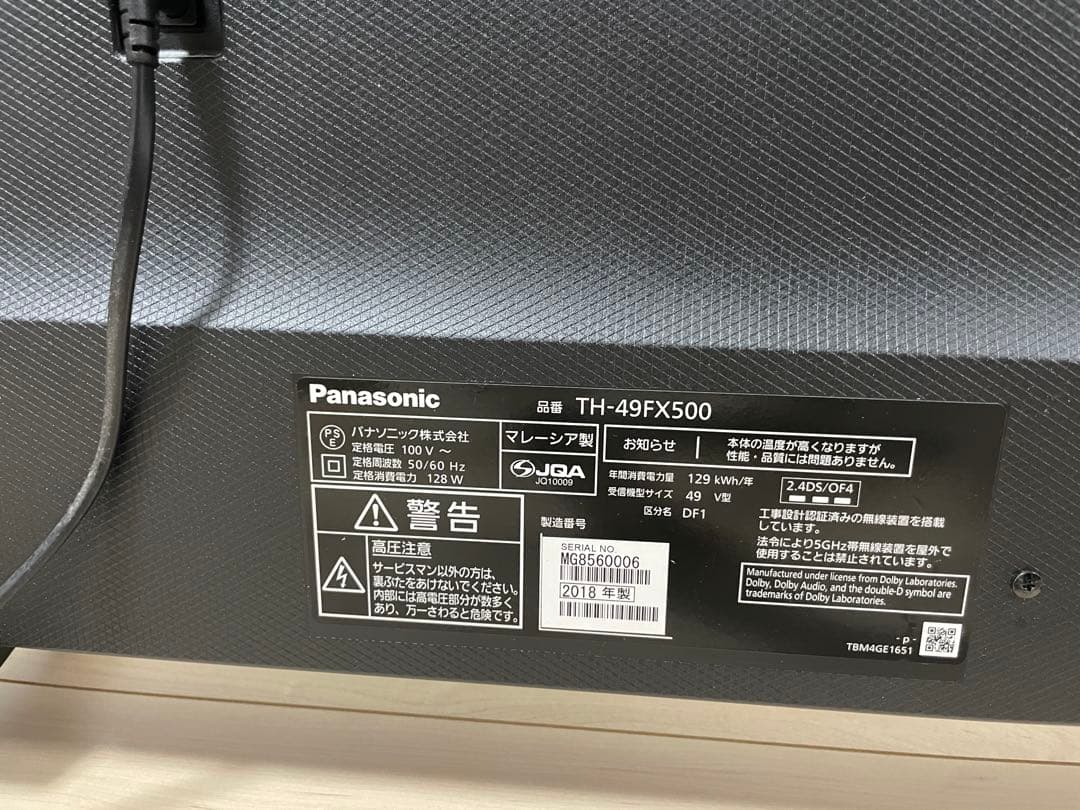 Panasonic
品番 TH-49FX500
PS
E
パナソニック株式会社
定格電圧 100 V ～
定格周波数 50/60 Hz
定格消費電力 128 W
マレーシア製
JQA
JQ10009
お知らせ
本体の温度が高くなりますが
性能・品質には問題ありません。
年間消費電力量 129 kWh/年
受信機型サイズ 49 V型
区分名 DF1
2.4DS/OF4
工事設計認証済みの無線装置を搭載
しています。
法令により5GHz帯無線装置を屋外で
使用することは禁止されています。
Manufactured under license from Dolby Laboratories.
Dolby, Dolby Audio, and the double-D symbol are
trademarks of Dolby Laboratories.
警告
高圧注意
サービスマン以外の方は、
裏ぶたをあけないでください。
内部には高電圧部分が数多く
あり、万一さわると危険です。
製造番号
SERIAL NO.
MG8560006
2018 年製
- p -
TBM4GE1651